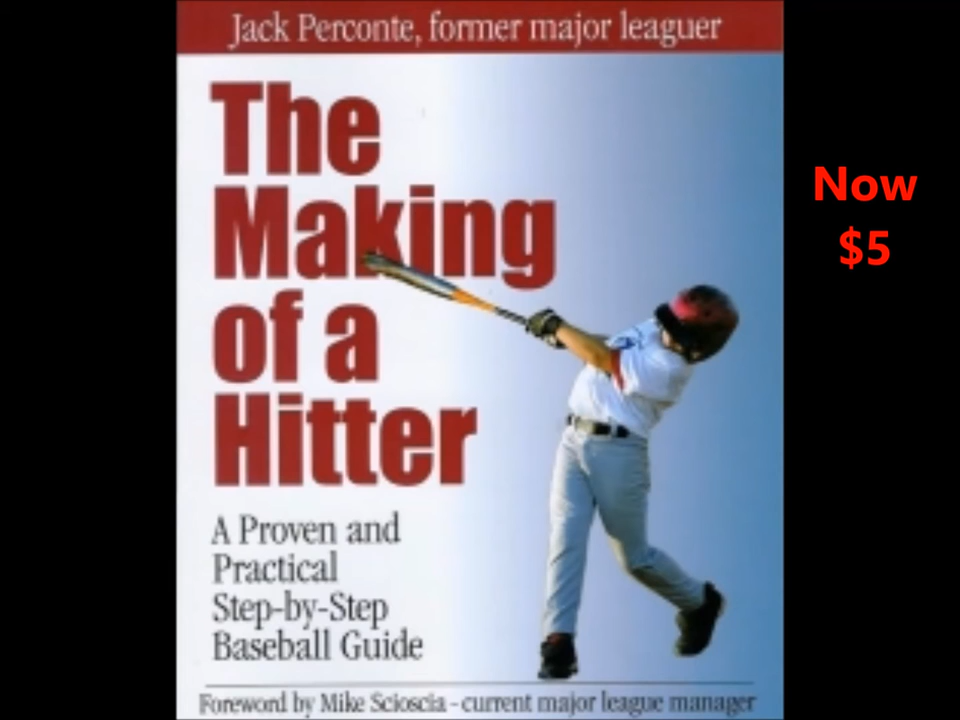 Jack Perconte, former major leaguer
The
Making
of a
Hitter
A Proven and
Practical
Step-by-Step
Baseball Guide
Foreword by Mike Scioscia - current major league manager
Now
$5